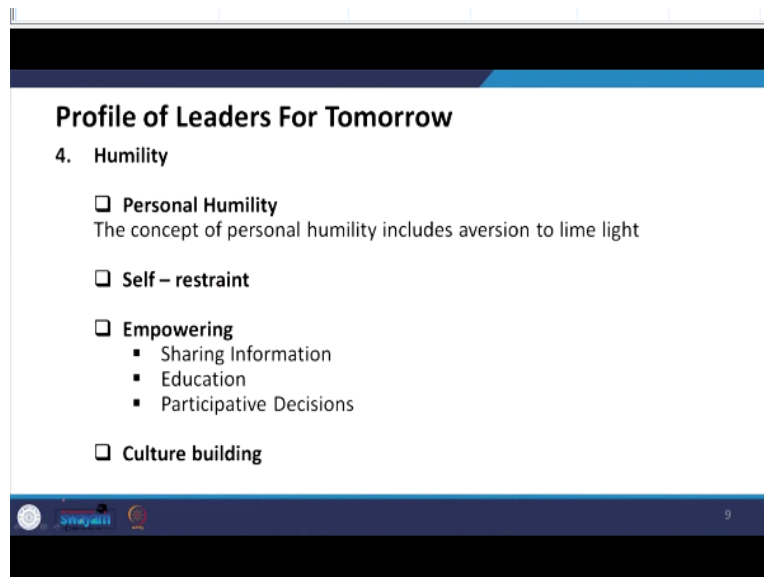 Profile of Leaders For Tomorrow
4. Humility
❑ Personal Humility
The concept of personal humility includes aversion to lime light
❑ Self – restraint
❑ Empowering
▪ Sharing Information
▪ Education
▪ Participative Decisions
❑ Culture building
swayam
9